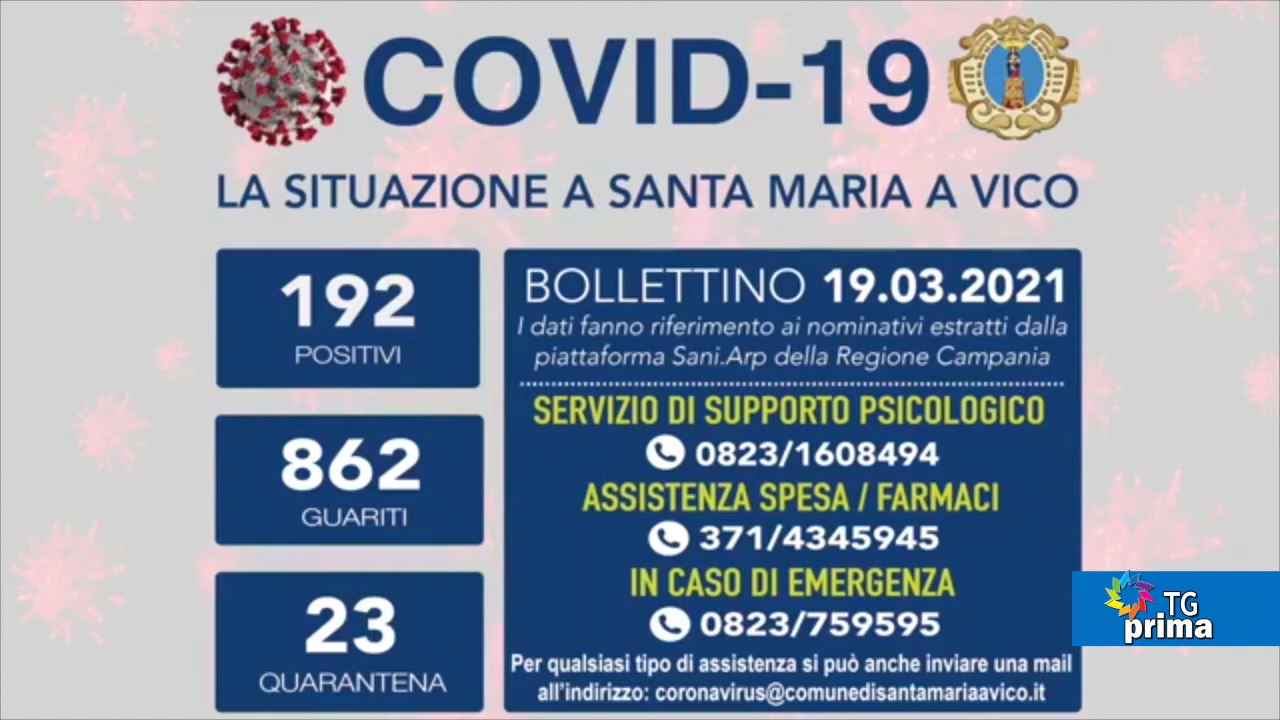 COVID-19
LA SITUAZIONE A SANTA MARIA A VICO
192
POSITIVI
862
GUARITI
23
QUARANTENA
BOLLETTINO 19.03.2021
I dati fanno riferimento ai nominativi estratti dalla
piattaforma Sani.Arp della Regione Campania
SERVIZIO DI SUPPORTO PSICOLOGICO
0823/1608494
ASSISTENZA SPESA / FARMACI
371/4345945
IN CASO DI EMERGENZA
0823/759595
Per qualsiasi tipo di assistenza si può anche inviare una mail
all'indirizzo: coronavirus@comunedisantamariaavico.it
TG
prima